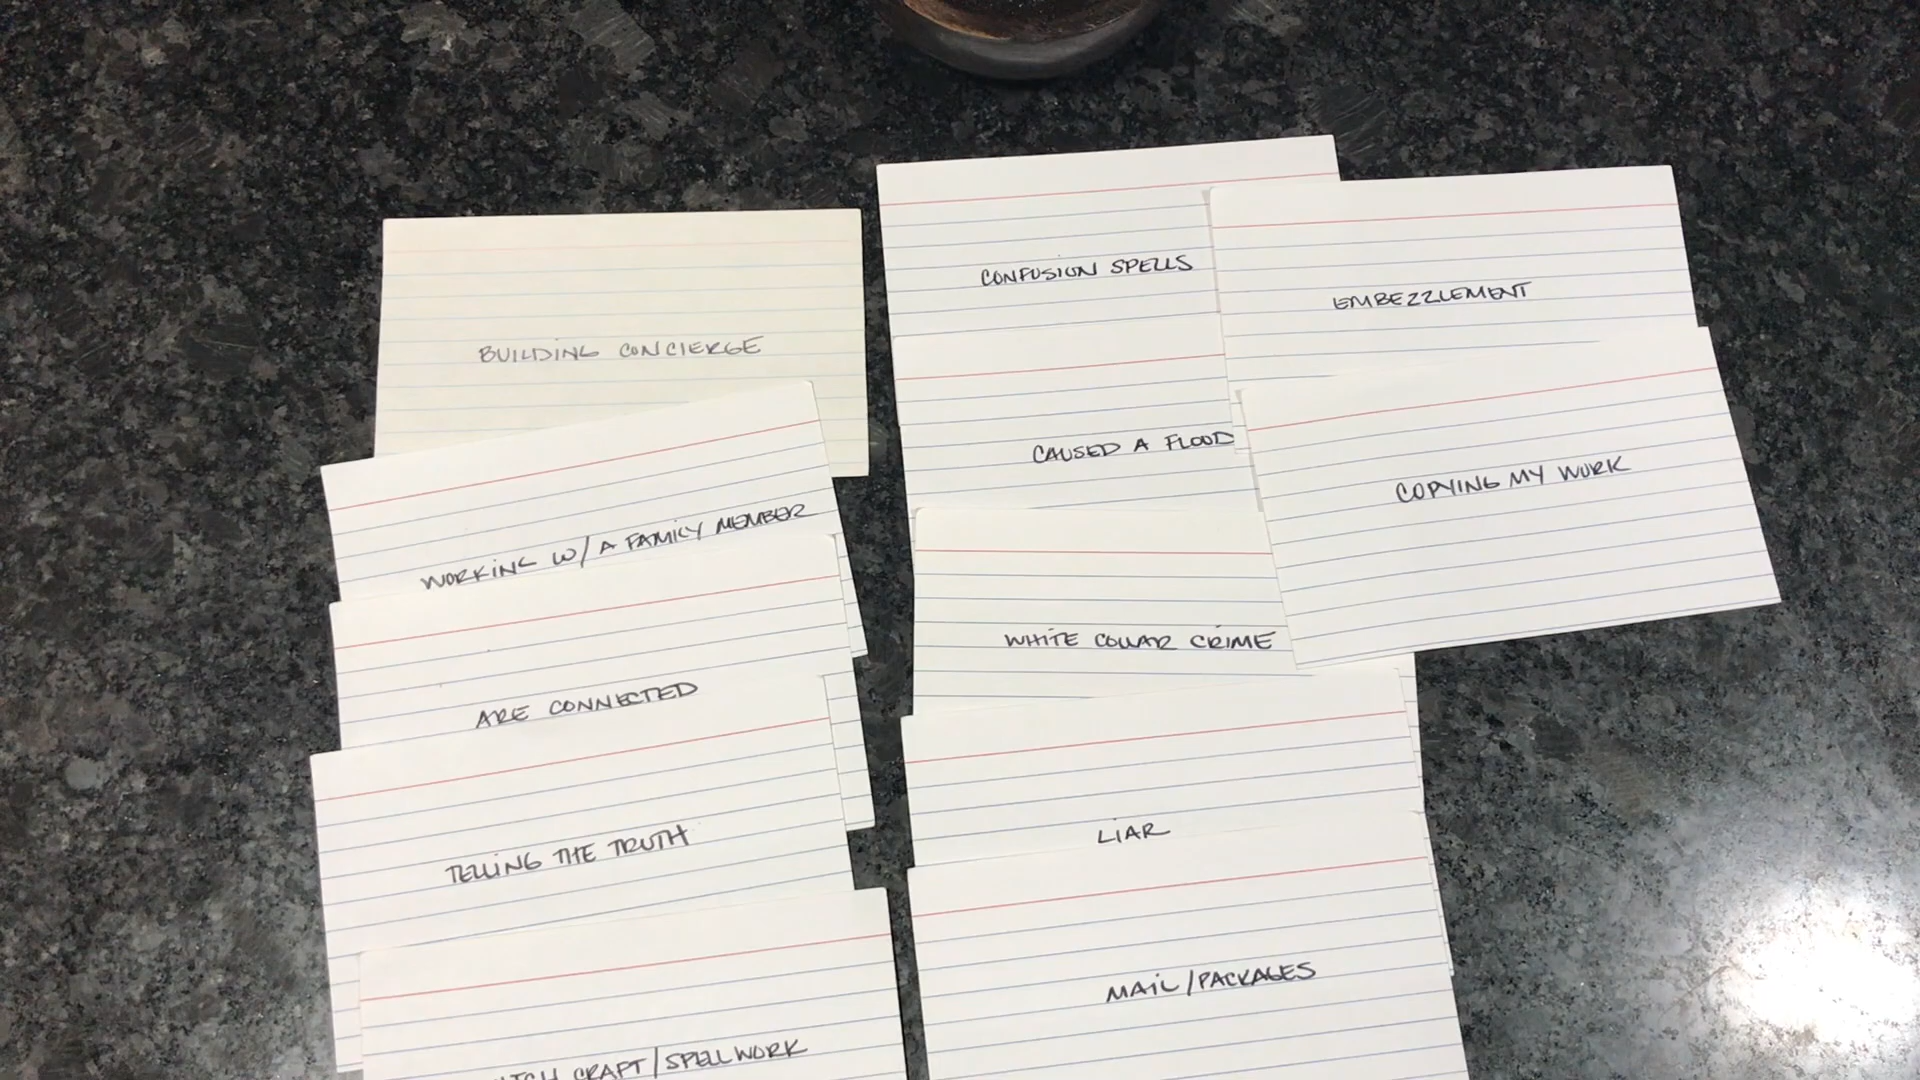 BUILDING CONCIERGE
WORKING W/A FAMILY MEMBER
ARE CONNECTED
TELLING THE TRUTH
CRAFT/SPELLWORK
CONFUSION SPELLS
CAUSED A FLOOD
WHITE COLLAR CRIME
LIAR
MAIL/PACKAGES
EMBEZZLEMENT
COPYING MY WORK